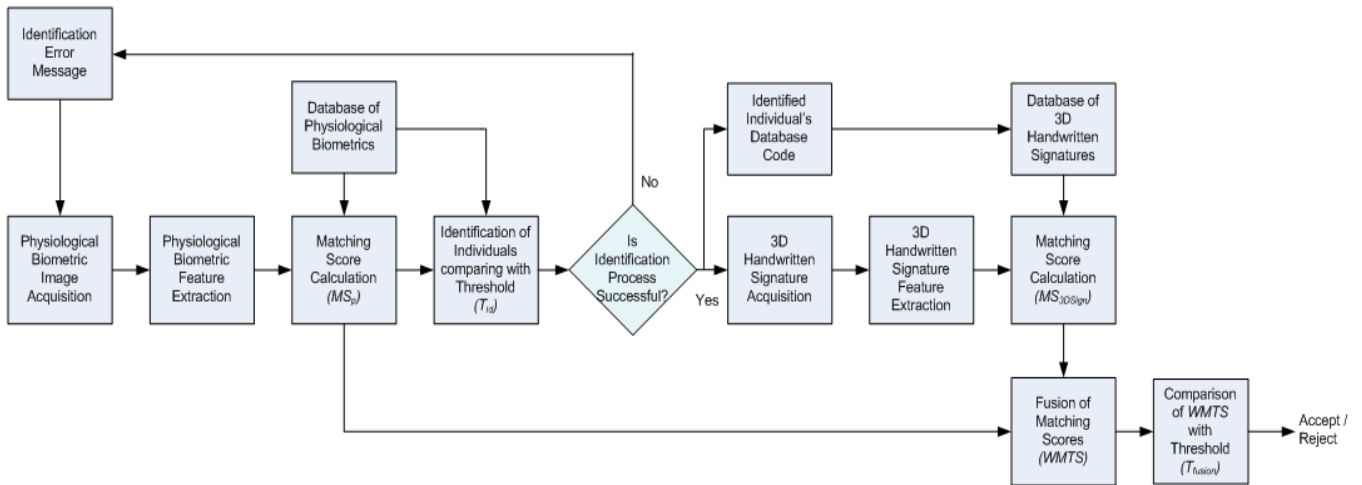 Identification
Error
Message
Database of
Physiological
Biometrics
Identified
Individual's
Database
Code
Database of
3D
Handwritten
Signatures
No
Physiological
Biometric
Image
Acquisition
Physiological
Biometric
Feature
Extraction
Matching
Score
Calculation
(MSp)
Identification of
Individuals
comparing with
Threshold
(TId)
Is
Identification
Process
Successful?
Yes
3D
Handwritten
Signature
Acquisition
3D
Handwritten
Signature
Feature
Extraction
Matching
Score
Calculation
(MS3DSign)
Fusion of
Matching
Scores
(WMTS)
Comparison
of WMTS
with
Threshold
(Tfusion)
Accept /
Reject